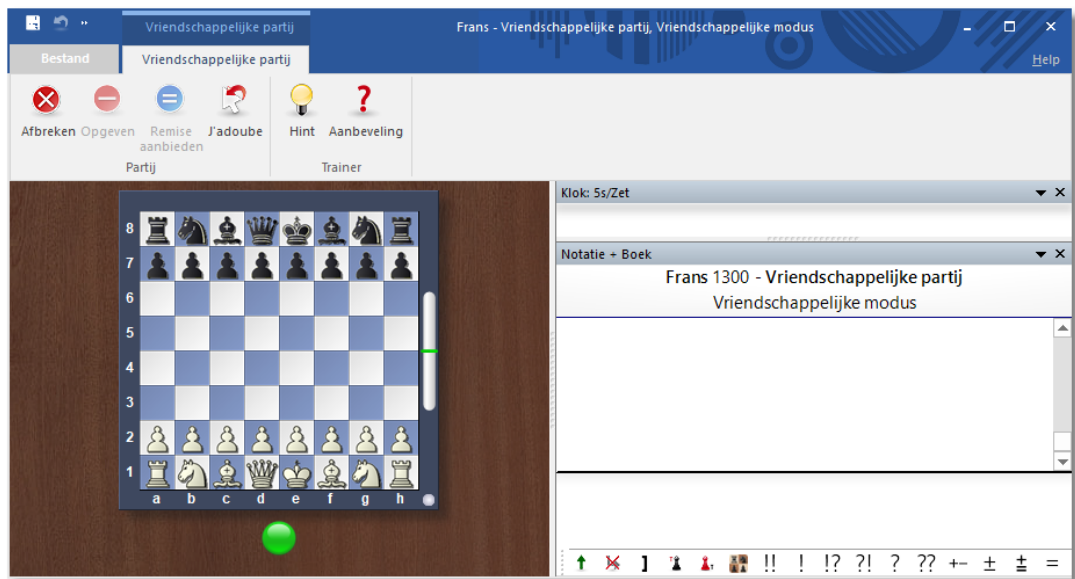 Vriendschappelijke partij
Frans - Vriendschappelijke partij, Vriendschappelijke modus
Bestand
Vriendschappelijke partij
Help
Afbreken
Opgeven
Remise
aanbieden
J'adoube
Hint
Aanbeveling
Partij
Trainer
Klok: 5s/Zet
Notatie + Boek
Frans 1300 - Vriendschappelijke partij
Vriendschappelijke modus
8
7
6
5
4
3
2
1
a b c d e f g h
] !! ! !? ?! ? ?? +- ± ⩲ =